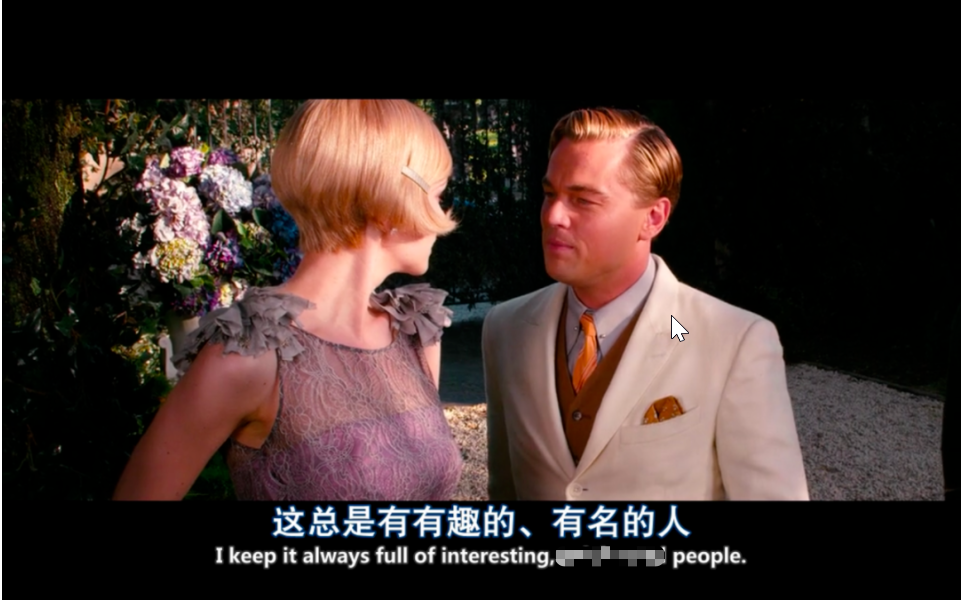 这总是有有趣的、有名的人
I keep it always full of interesting, people.